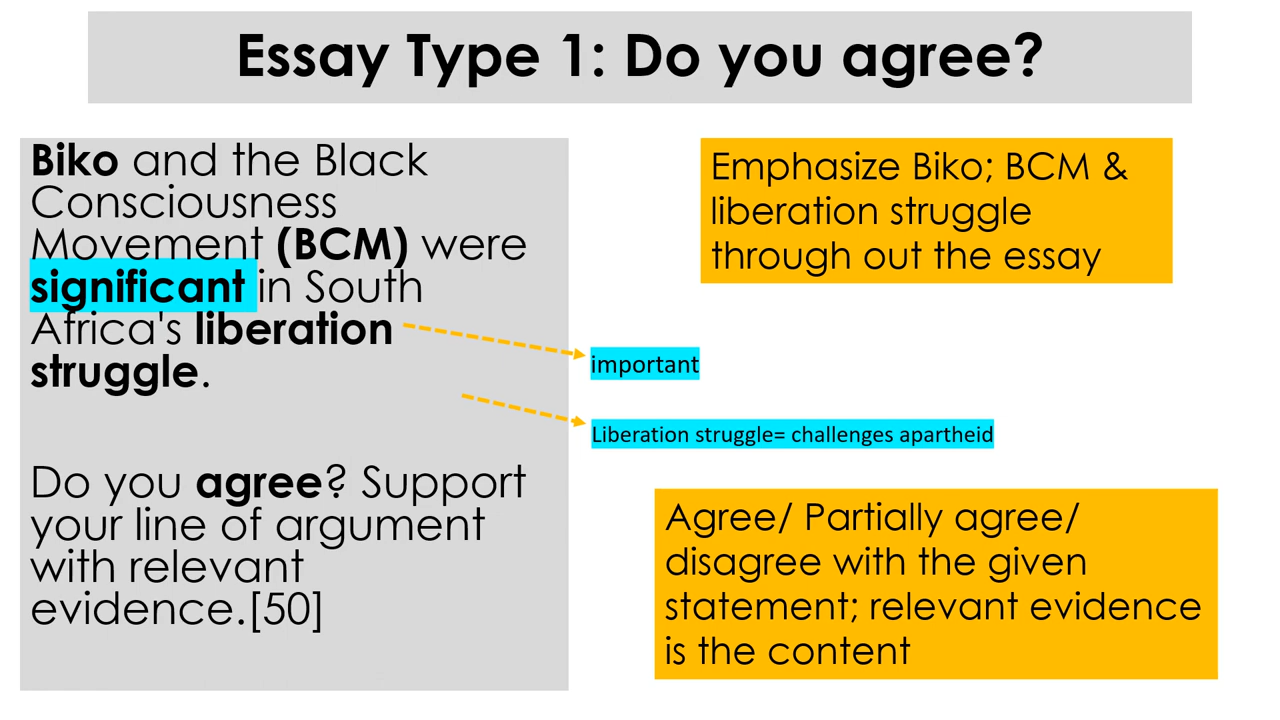 Essay Type 1: Do you agree?
Biko and the Black
Consciousness
Movement (BCM) were
significant in South
Africa's liberation
struggle.
Do you agree? Support
your line of argument
with relevant
evidence.[50]
Emphasize Biko; BCM &
liberation struggle
through out the essay
important
Liberation struggle= challenges apartheid
Agree/ Partially agree/
disagree with the given
statement; relevant evidence
is the content